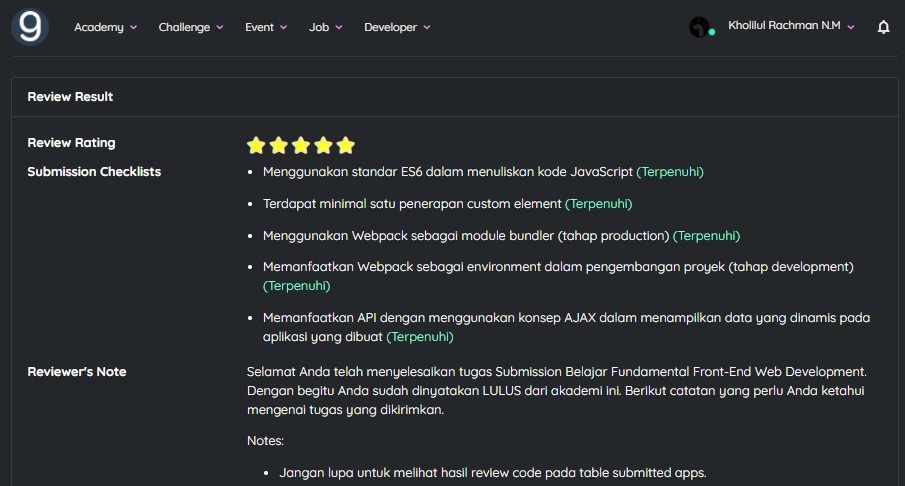 9
Academy Challenge Event Job Developer Kholilul Rachman N.M
Review Result
Review Rating
Submission Checklists
• Menggunakan standar ES6 dalam menuliskan kode JavaScript (Terpenuhi)
• Terdapat minimal satu penerapan custom element (Terpenuhi)
• Menggunakan Webpack sebagai module bundler (tahap production) (Terpenuhi)
• Memanfaatkan Webpack sebagai environment dalam pengembangan proyek (tahap development)
(Terpenuhi)
• Memanfaatkan API dengan menggunakan konsep AJAX dalam menampilkan data yang dinamis pada
aplikasi yang dibuat (Terpenuhi)
Reviewer's Note
Selamat Anda telah menyelesaikan tugas Submission Belajar Fundamental Front-End Web Development.
Dengan begitu Anda sudah dinyatakan LULUS dari akademi ini. Berikut catatan yang perlu Anda ketahui
mengenai tugas yang dikirimkan.
Notes:
• Jangan lupa untuk melihat hasil review code pada table submitted apps.